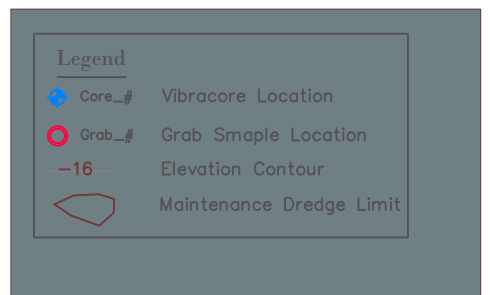 Legend
Core_# Vibracore Location
Grab_# Grab Smaple Location
-16 Elevation Contour
Maintenance Dredge Limit